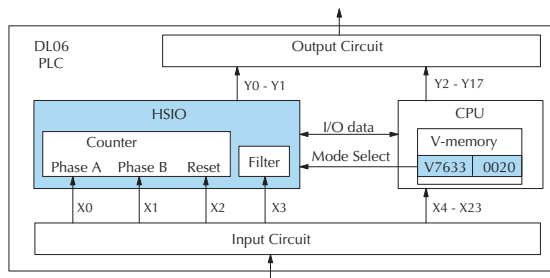 DL06
PLC
Output Circuit
Y0 - Y1
Y2 - Y17
HSIO
CPU
I/O data
Counter
V-memory
Phase A Phase B Reset
Filter
Mode Select
V7633 0020
X0
X1
X2
X3
X4 - X23
Input Circuit